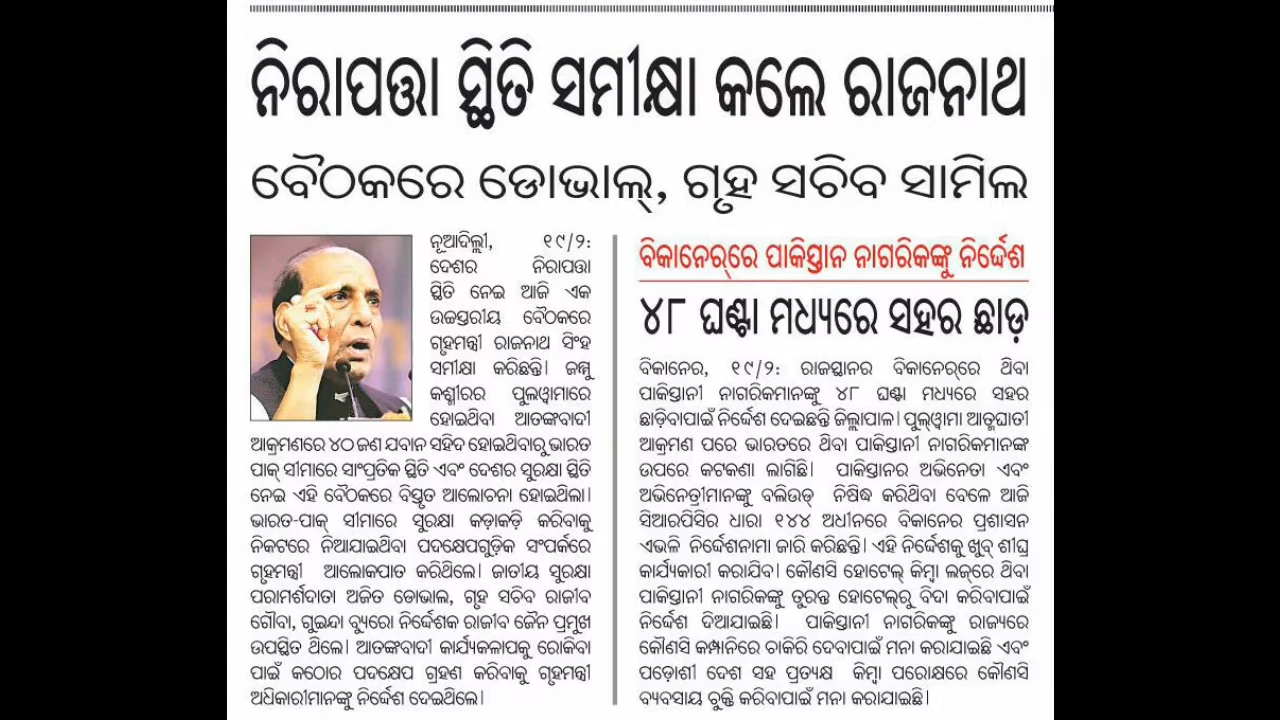 ନିରାପତ୍ତା ସ୍ଥିତି ସମୀକ୍ଷା କଲେ ରାଜନାଥ
ବୈଠକରେ ଡୋଭାଲ୍, ଗୃହ ସଚିବ ସାମିଲ
ନୂଆଦିଲ୍ଲୀ, ୧୯/୨:
ଦେଶର ନିରାପତ୍ତା
ସ୍ଥିତି ନେଇ ଆଜି ଏକ
ଉଚ୍ଚସ୍ତରୀୟ ବୈଠକରେ
ଗୃହମନ୍ତ୍ରୀ ରାଜନାଥ ସିଂହ
ସମୀକ୍ଷା କରିଛନ୍ତି। ଜମ୍ମୁ
କଶ୍ମୀରର ପୁଲୱାମାରେ
ହୋଇଥିବା ଆତଙ୍କବାଦୀ
ଆକ୍ରମଣରେ ୪୦ ଜଣ ଯବାନ ସହିଦ ହୋଇଥିବାରୁ ଭାରତ
ପାକ୍ ସୀମାରେ ସାଂପ୍ରତିକ ସ୍ଥିତି ଏବଂ ଦେଶର ସୁରକ୍ଷା ସ୍ଥିତି
ନେଇ ଏହି ବୈଠକରେ ବିସ୍ତୃତ ଆଲୋଚନା ହୋଇଥିଲା।
ଭାରତ-ପାକ୍ ସୀମାରେ ସୁରକ୍ଷା କଡ଼ାକଡ଼ି କରିବାକୁ
ନିକଟରେ ନିଆଯାଇଥିବା ପଦକ୍ଷେପଗୁଡ଼ିକ ସଂପର୍କରେ
ଗୃହମନ୍ତ୍ରୀ ଆଲୋକପାତ କରିଥିଲେ। ଜାତୀୟ ସୁରକ୍ଷା
ପରାମର୍ଶଦାତା ଅଜିତ ଡୋଭାଲ, ଗୃହ ସଚିବ ରାଜୀବ
ଗୌବା, ଗୁଇନ୍ଦା ବ୍ୟୁରୋ ନିର୍ଦ୍ଦେଶକ ରାଜୀବ ଜୈନ ପ୍ରମୁଖ
ଉପସ୍ଥିତ ଥିଲେ। ଆତଙ୍କବାଦୀ କାର୍ଯ୍ୟକଳାପକୁ ରୋକିବା
ପାଇଁ କଠୋର ପଦକ୍ଷେପ ଗ୍ରହଣ କରିବାକୁ ଗୃହମନ୍ତ୍ରୀ
ଅଧିକାରୀମାନଙ୍କୁ ନିର୍ଦ୍ଦେଶ ଦେଇଥିଲେ।
ବିକାନେର୍‌ରେ ପାକିସ୍ତାନ ନାଗରିକଙ୍କୁ ନିର୍ଦ୍ଦେଶ
୪୮ ଘଣ୍ଟା ମଧ୍ୟରେ ସହର ଛାଡ଼
ବିକାନେର, ୧୯/୨: ରାଜସ୍ଥାନର ବିକାନେର୍‌ରେ ଥିବା
ପାକିସ୍ତାନୀ ନାଗରିକମାନଙ୍କୁ ୪୮ ଘଣ୍ଟା ମଧ୍ୟରେ ସହର
ଛାଡ଼ିବାପାଇଁ ନିର୍ଦ୍ଦେଶ ଦେଇଛନ୍ତି ଜିଲ୍ଲାପାଳ। ପୁଲ୍‌ୱାମା ଆତ୍ମଘାତୀ
ଆକ୍ରମଣ ପରେ ଭାରତରେ ଥିବା ପାକିସ୍ତାନୀ ନାଗରିକମାନଙ୍କ
ଉପରେ କଟକଣା ଲାଗିଛି। ପାକିସ୍ତାନର ଅଭିନେତା ଏବଂ
ଅଭିନେତ୍ରୀମାନଙ୍କୁ ବଲିଉଡ୍ ନିଷିଦ୍ଧ କରିଥିବା ବେଳେ ଆଜି
ସିଆରପିସିର ଧାରା ୧୪୪ ଅଧୀନରେ ବିକାନେର ପ୍ରଶାସନ
ଏଭଳି ନିର୍ଦ୍ଦେଶନାମା ଜାରି କରିଛନ୍ତି। ଏହି ନିର୍ଦ୍ଦେଶକୁ ଖୁବ୍ ଶୀଘ୍ର
କାର୍ଯ୍ୟକାରୀ କରାଯିବ। କୌଣସି ହୋଟେଲ୍ କିମ୍ବା ଲଜ୍‌ରେ ଥିବା
ପାକିସ୍ତାନୀ ନାଗରିକଙ୍କୁ ତୁରନ୍ତ ହୋଟେଲ୍‌ରୁ ବିଦା କରିବାପାଇଁ
ନିର୍ଦ୍ଦେଶ ଦିଆଯାଇଛି। ପାକିସ୍ତାନୀ ନାଗରିକଙ୍କୁ ରାଜ୍ୟରେ
କୌଣସି କମ୍ପାନିରେ ଚାକିରି ଦେବାପାଇଁ ମନା କରାଯାଇଛି ଏବଂ
ପଡ଼ୋଶୀ ଦେଶ ସହ ପ୍ରତ୍ୟକ୍ଷ କିମ୍ବା ପରୋକ୍ଷରେ କୌଣସି
ବ୍ୟବସାୟ ଚୁକ୍ତି କରିବାପାଇଁ ମନା କରାଯାଇଛି।